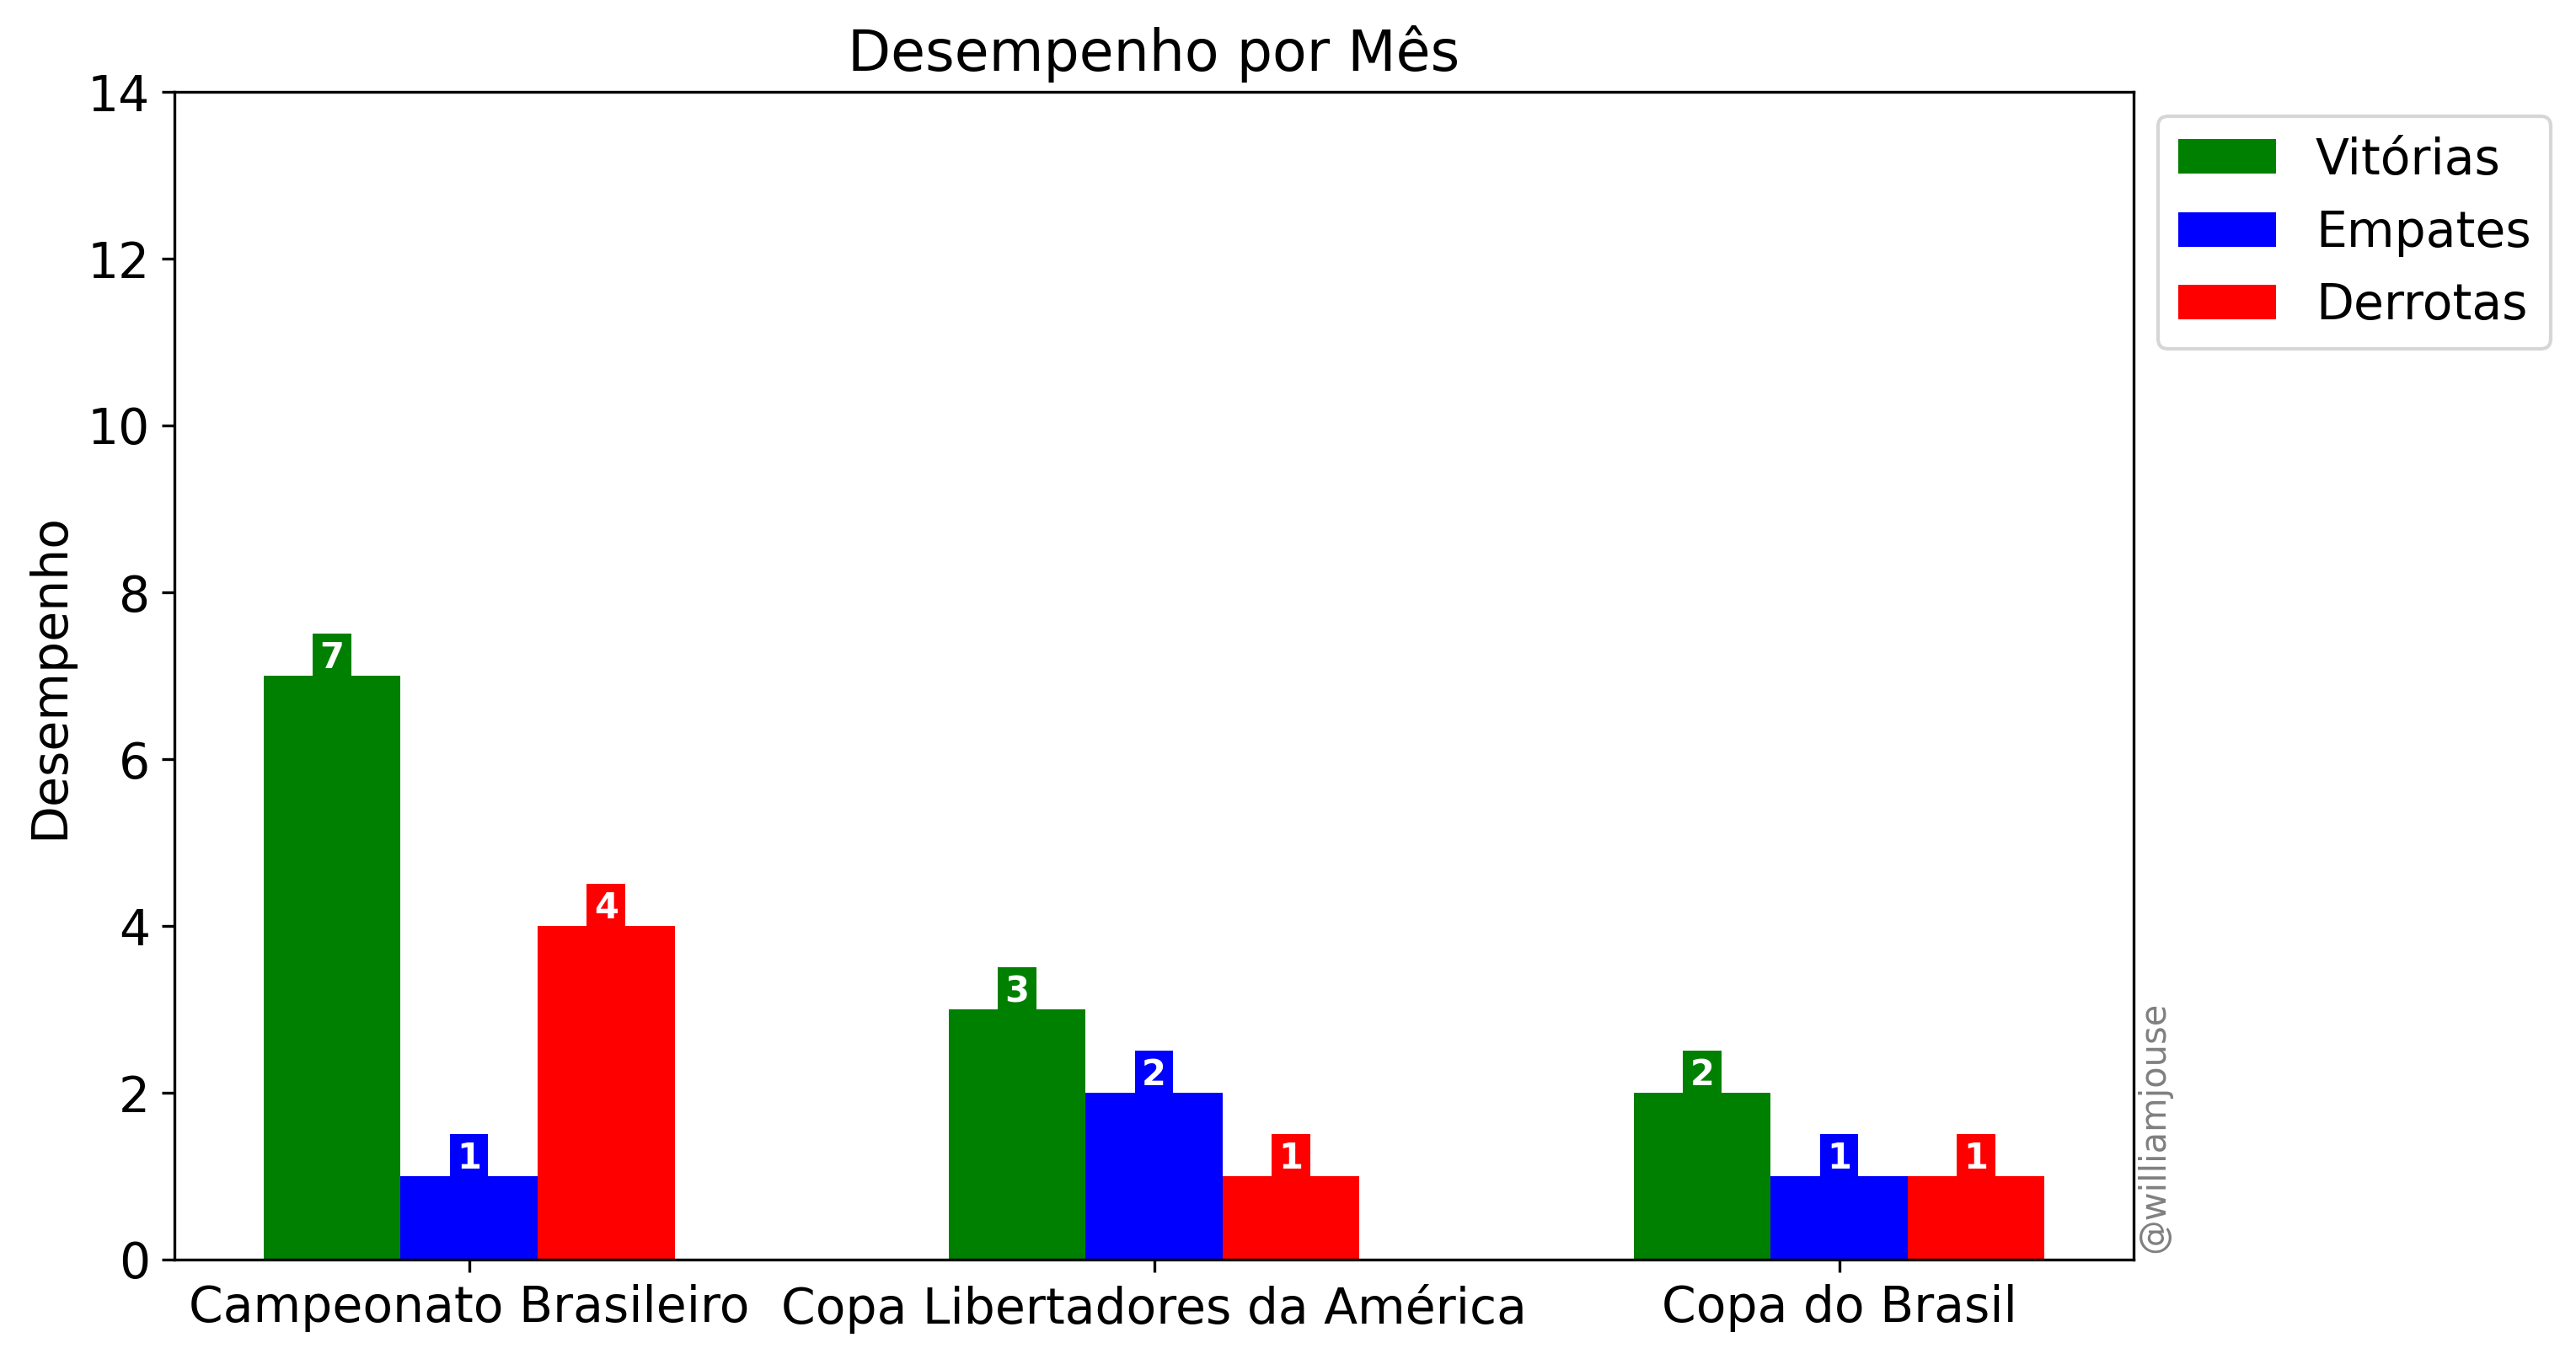 Desempenho por Mês
14
12
10
8
6
4
2
0
Desempenho
7
1
4
3
2
1
2
1
1
Campeonato Brasileiro
Copa Libertadores da América
Copa do Brasil
Vitórias
Empates
Derrotas
@williamjouse